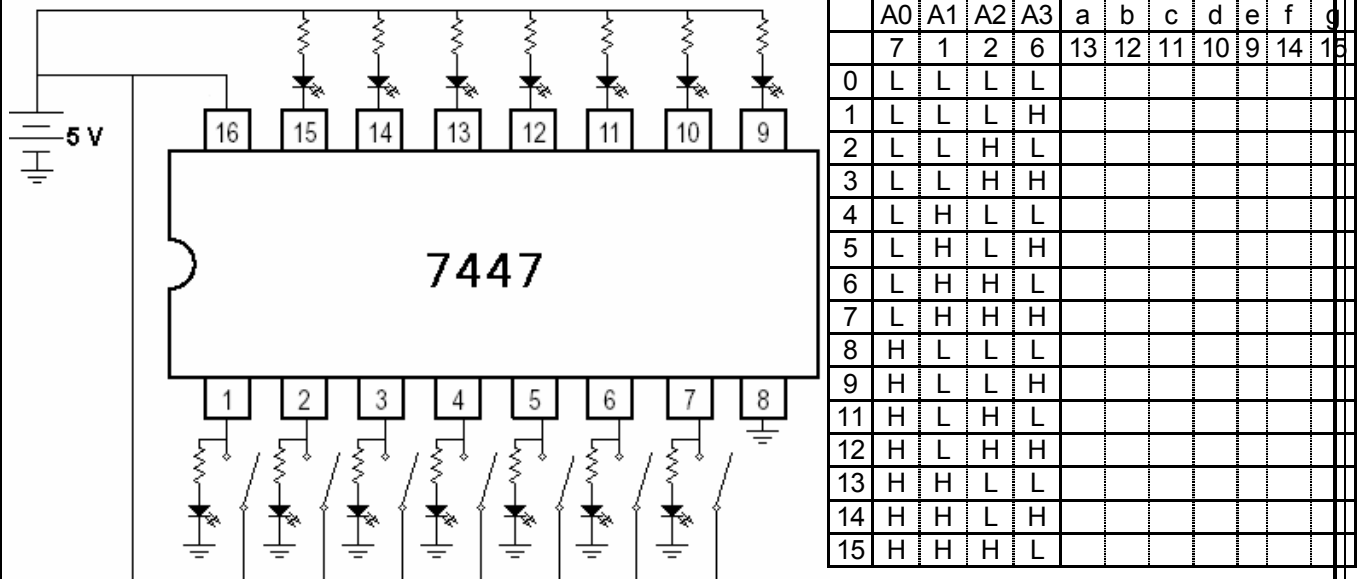 5 V
16 15 14 13 12 11 10 9
7447
1 2 3 4 5 6 7 8
A0 A1 A2 A3 a b c d e f g
7 1 2 6 13 12 11 10 9 14 15
0 L L L L
1 L L L H
2 L L H L
3 L L H H
4 L H L L
5 L H L H
6 L H H L
7 L H H H
8 H L L L
9 H L L H
11 H L H L
12 H L H H
13 H H L L
14 H H L H
15 H H H L